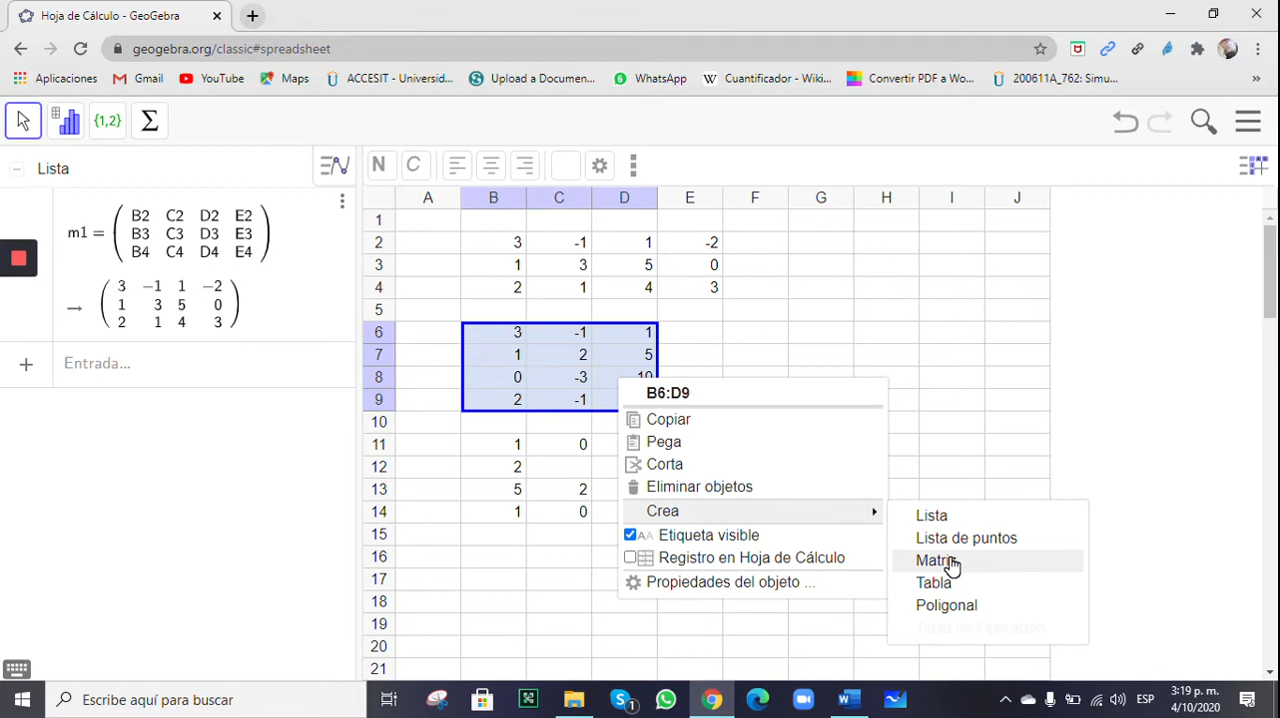 Hoja de Cálculo - GeoGebra
geogebra.org/classic#spreadsheet
Aplicaciones Gmail YouTube Maps ACCESIT - Universid... Upload a Documen... WhatsApp Cuantificador - Wiki... Convertir PDF a Wo... 200611A_762: Simu... »
{1,2} Σ
Lista N C
A B C D E F G H I J
m1 = B2 C2 D2 E2
B3 C3 D3 E3
B4 C4 D4 E4
→ 3 −1 1 −2
1 3 5 0
2 1 4 3
Entrada...
1
2 3 -1 1 -2
3 1 3 5 0
4 2 1 4 3
5
6 3 -1 1
7 1 2 5
8 0 -3 10
9 2 -1
10
11 1 0
12 2
13 5 2
14 1 0
15
16
17
18
19
20
21
B6:D9
Copiar
Pega
Corta
Eliminar objetos
Crea
Etiqueta visible
Registro en Hoja de Cálculo
Propiedades del objeto ...
Lista
Lista de puntos
Matriz
Tabla
Poligonal
Tabla de Operación
Escribe aquí para buscar
ESP
3:19 p. m.
4/10/2020